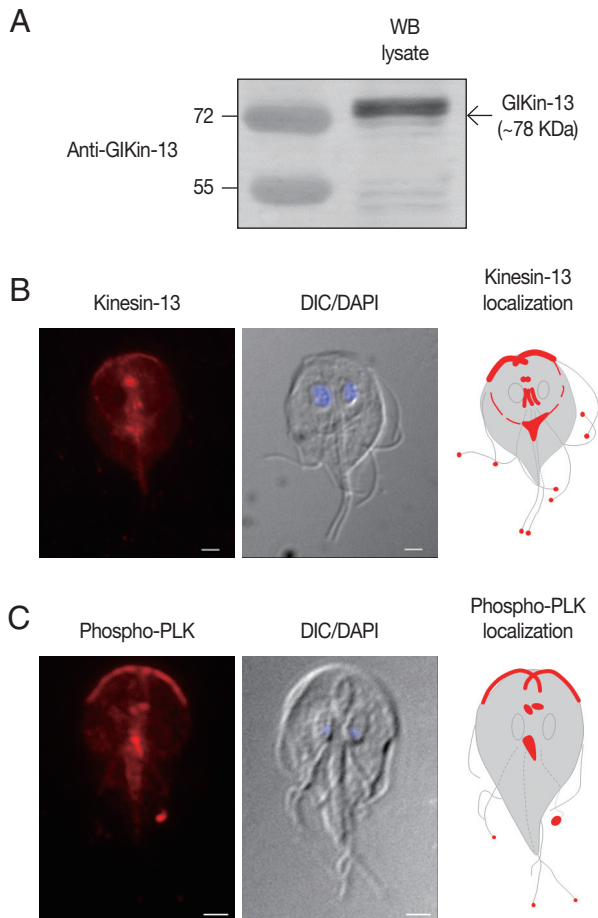 A
WB
lysate
72
GlKin-13
(~78 KDa)
Anti-GlKin-13
55
B
Kinesin-13
DIC/DAPI
Kinesin-13
localization
C
Phospho-PLK
DIC/DAPI
Phospho-PLK
localization